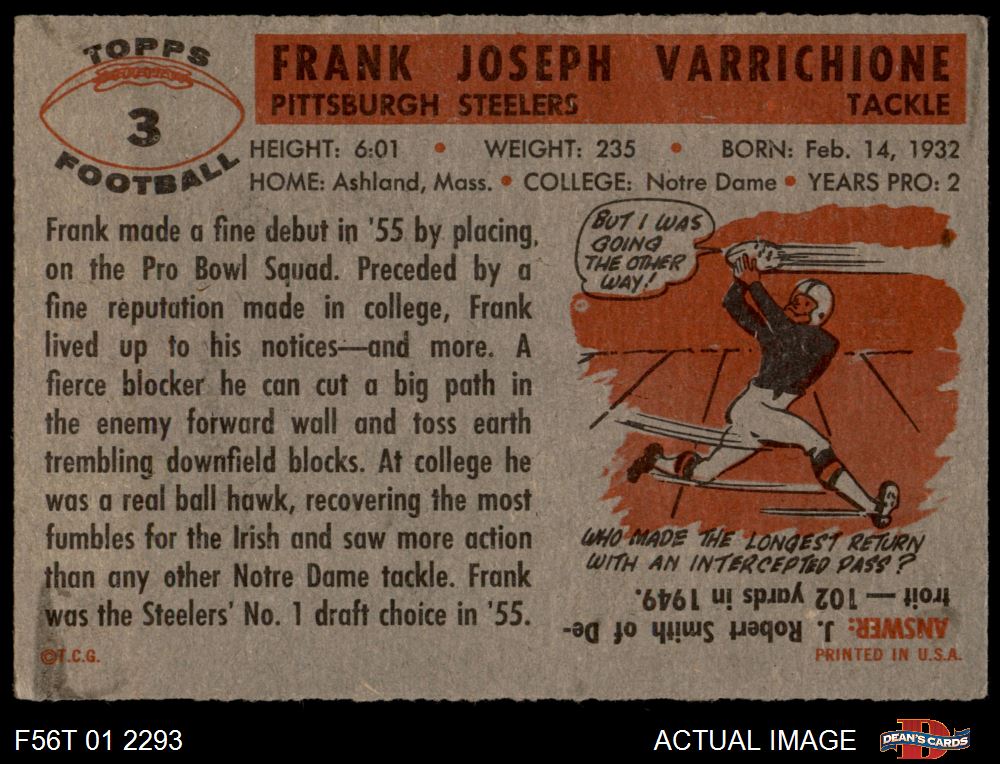 TOPPS
3
FOOTBALL
FRANK JOSEPH VARRICHIONE
PITTSBURGH STEELERS TACKLE
HEIGHT: 6:01 • WEIGHT: 235 • BORN: Feb. 14, 1932
HOME: Ashland, Mass. • COLLEGE: Notre Dame • YEARS PRO: 2
Frank made a fine debut in '55 by placing,
on the Pro Bowl Squad. Preceded by a
fine reputation made in college, Frank
lived up to his notices—and more. A
fierce blocker he can cut a big path in
the enemy forward wall and toss earth
trembling downfield blocks. At college he
was a real ball hawk, recovering the most
fumbles for the Irish and saw more action
than any other Notre Dame tackle. Frank
was the Steelers' No. 1 draft choice in '55.
©T.C.G.
BUT I WAS
GOING
THE OTHER
WAY!
WHO MADE THE LONGEST RETURN
WITH AN INTERCEPTED PASS?
ANSWER: J. Robert Smith of De-
troit — 102 yards in 1949.
PRINTED IN U.S.A.
F56T 01 2293
ACTUAL IMAGE
D
DEAN'S CARDS